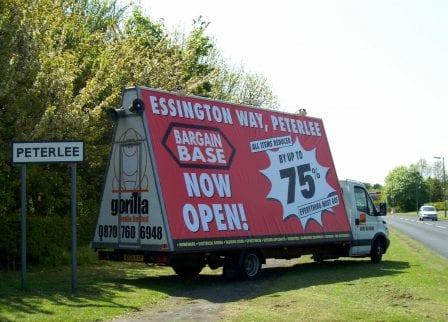 PETERLEE
ESSINGTON WAY, PETERLEE
BARGAIN
BASE
NOW
OPEN!
ALL ITEMS REDUCED
BY UP TO
75%
EVERYTHING MUST GO!
gorilla
0870 760 6948